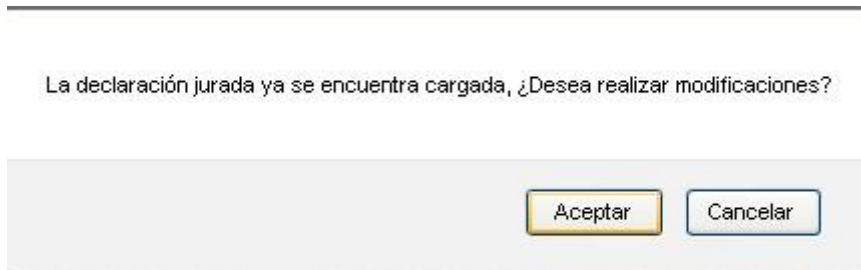 La declaración jurada ya se encuentra cargada, ¿Desea realizar modificaciones?
Aceptar Cancelar